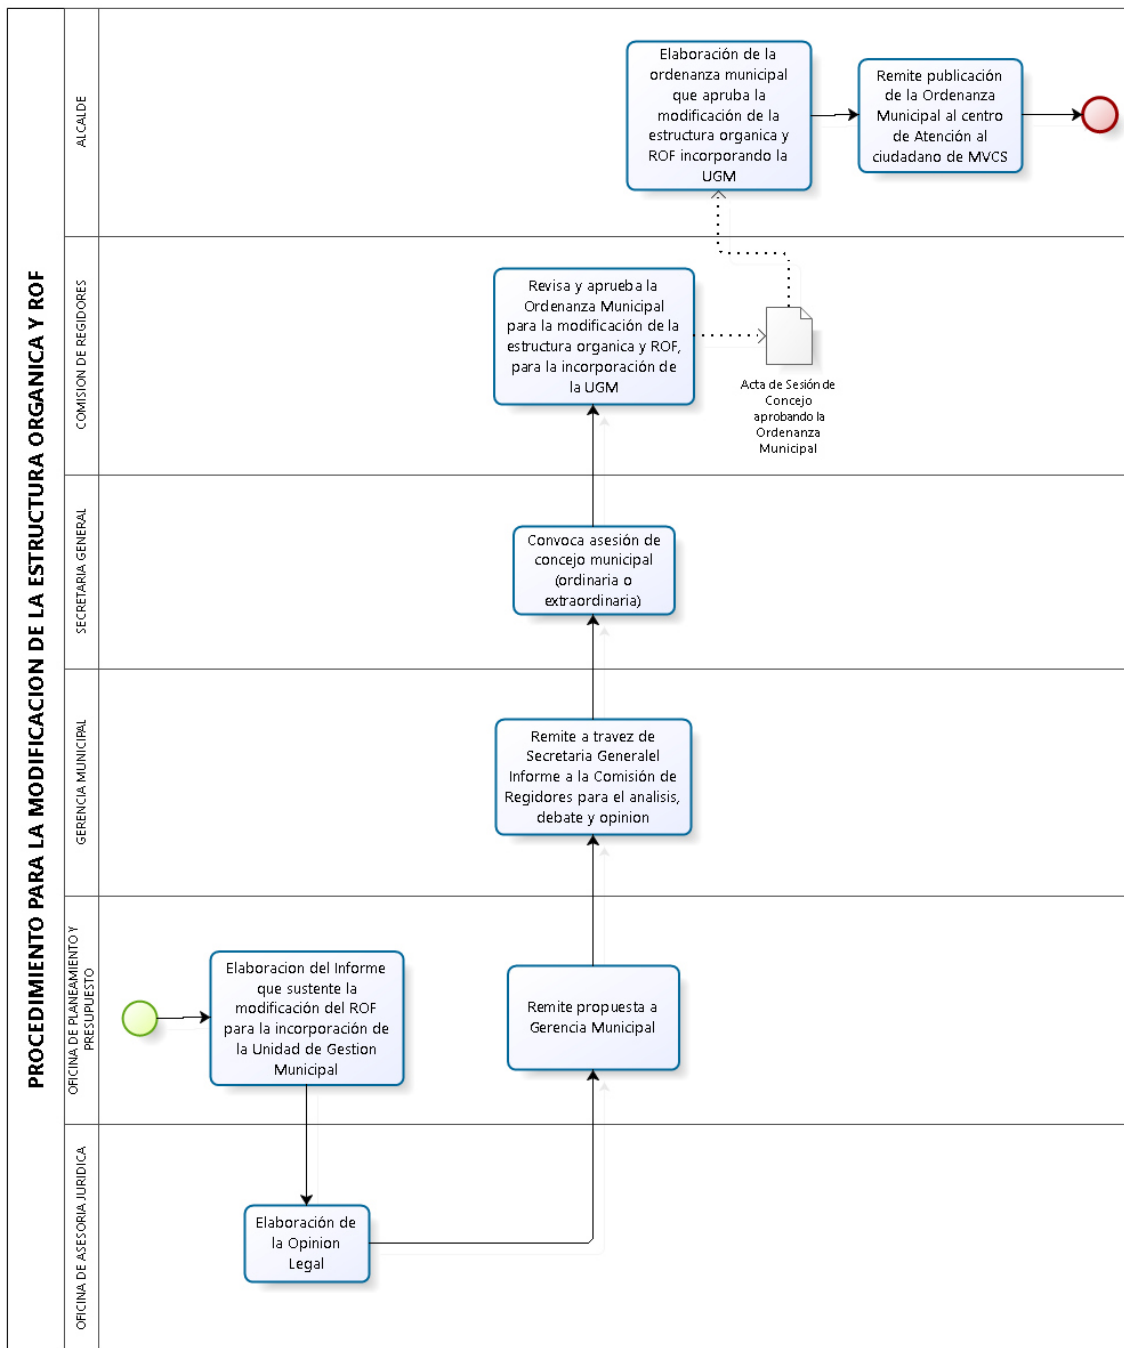 PROCEDIMIENTO PARA LA MODIFICACION DE LA ESTRUCTURA ORGANICA Y ROF
ALCALDE
Elaboración de la
ordenanza municipal
que apruba la
modificación de la
estructura organica y
ROF incorporando la
UGM
Remite publicación
de la Ordenanza
Municipal al centro
de Atención al
ciudadano de MVCS
COMISION DE REGIDORES
Revisa y aprueba la
Ordenanza Municipal
para la modificación de la
estructura organica y ROF,
para la incorporación de
la UGM
Acta de Sesión de
Concejo
aprobando la
Ordenanza
Municipal
SECRETARIA GENERAL
Convoca asesión de
concejo municipal
(ordinaria o
extraordinaria)
GERENCIA MUNICIPAL
Remite a travez de
Secretaria Generalel
Informe a la Comisión de
Regidores para el analisis,
debate y opinion
OFICINA DE PLANEAMIENTO Y
PRESUPUESTO
Elaboracion del Informe
que sustente la
modificación del ROF
para la incorporación de
la Unidad de Gestion
Municipal
Remite propuesta a
Gerencia Municipal
OFICINA DE ASESORIA JURIDICA
Elaboración de
la Opinion
Legal